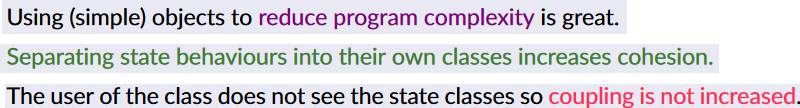 Using (simple) objects to reduce program complexity is great.
Separating state behaviours into their own classes increases cohesion.
The user of the class does not see the state classes so coupling is not increased.